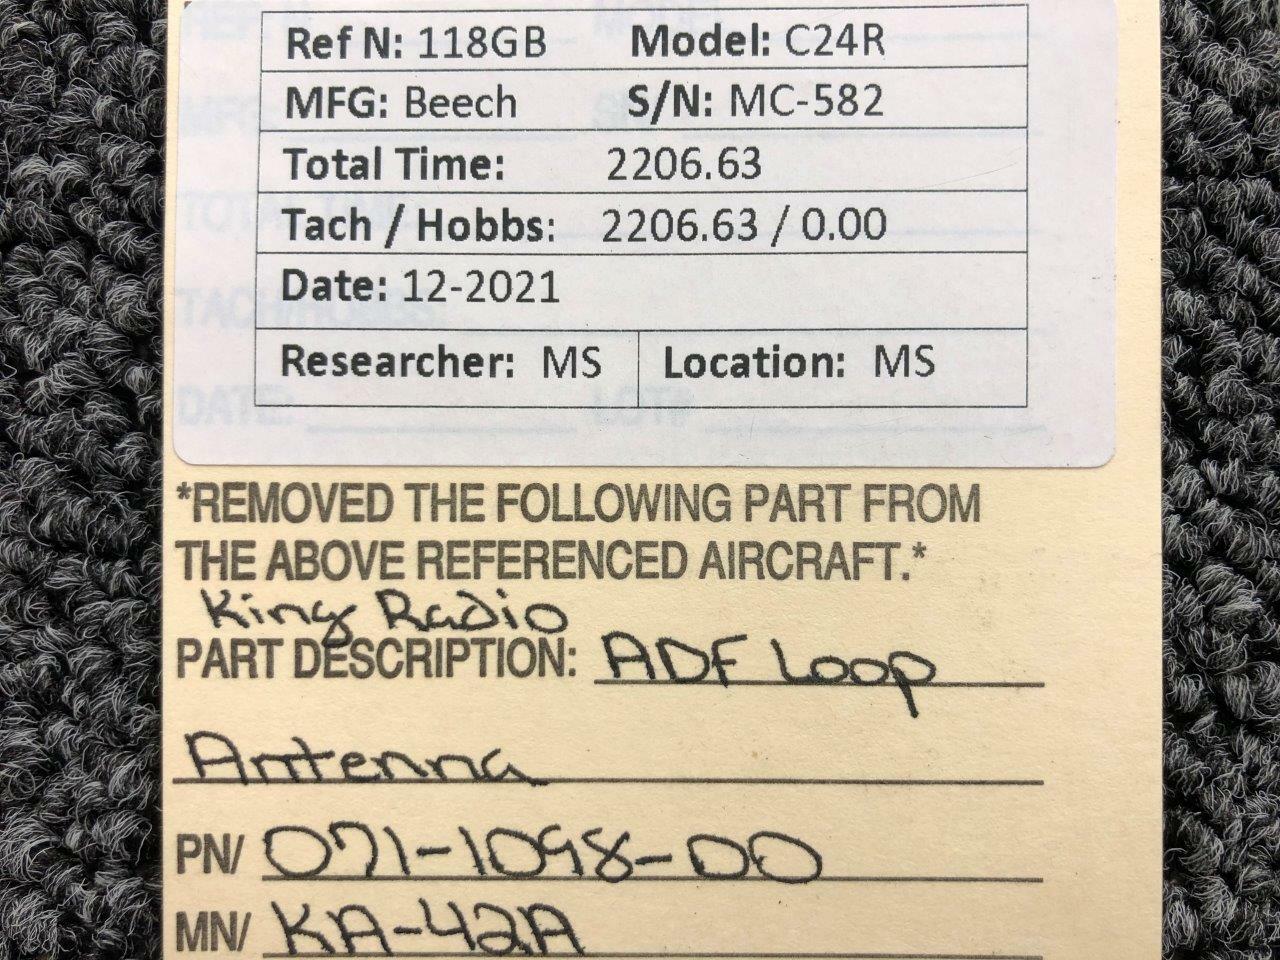 Ref N: 118GB Model: C24R
MFG: Beech S/N: MC-582
Total Time: 2206.63
Tach / Hobbs: 2206.63 / 0.00
Date: 12-2021
Researcher: MS Location: MS
*REMOVED THE FOLLOWING PART FROM
THE ABOVE REFERENCED AIRCRAFT.*
King Radio
PART DESCRIPTION: ADF Loop
Antenna
PN/ 071-1098-00
MN/ KA-42A